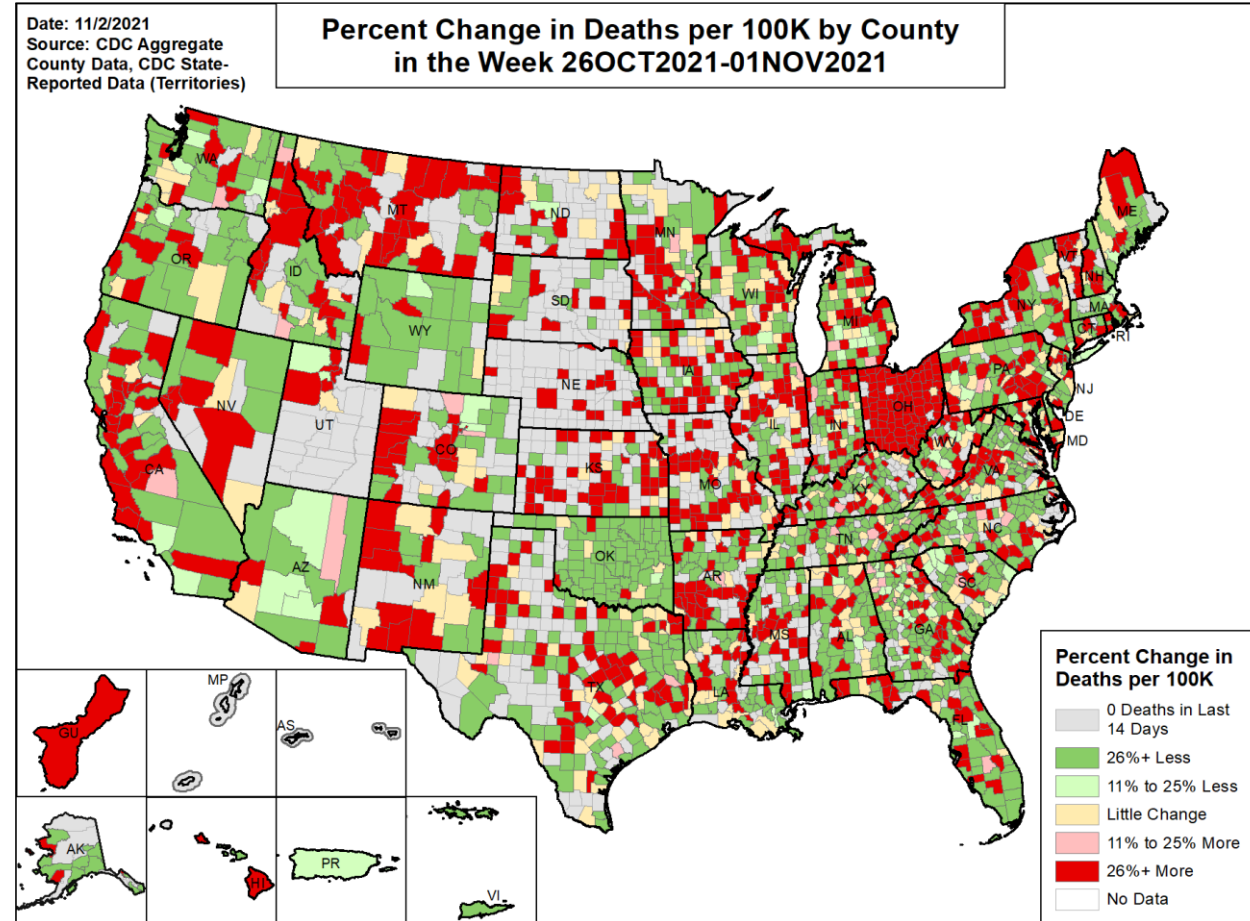 Date: 11/2/2021
Source: CDC Aggregate
County Data, CDC State-
Reported Data (Territories)
Percent Change in Deaths per 100K by County
in the Week 26OCT2021-01NOV2021
WA
MT
ND
MN
ME
OR
ID
SD
WI
MI
NY
VT
NH
MA
CT
RI
WY
IA
NE
PA
NJ
NV
UT
CO
IL
IN
OH
DE
MD
WV
VA
CA
KS
MO
KY
AZ
NM
OK
AR
TN
NC
SC
MS
AL
GA
TX
LA
FL
GU
MP
AS
AK
HI
PR
VI
Percent Change in
Deaths per 100K
0 Deaths in Last
14 Days
26%+ Less
11% to 25% Less
Little Change
11% to 25% More
26%+ More
No Data